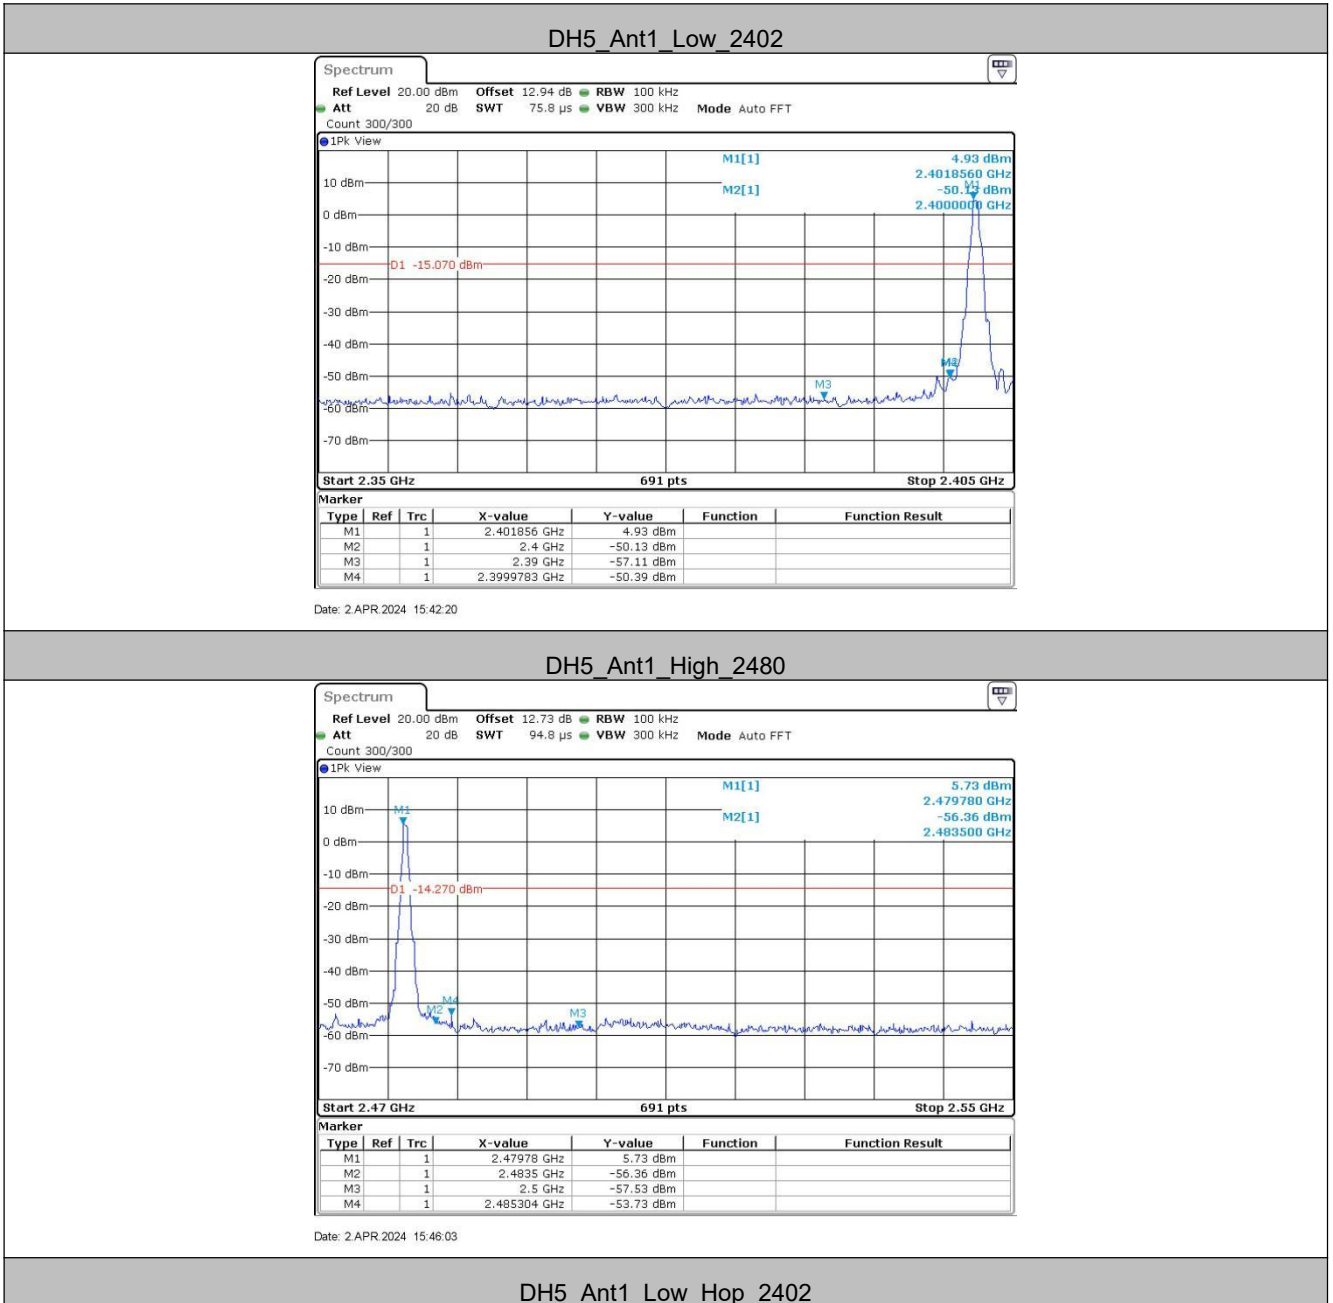 DH5_Ant1_Low_2402
Spectrum
Ref Level 20.00 dBm Offset 12.94 dB RBW 100 kHz
Att 20 dB SWT 75.8 µs VBW 300 kHz Mode Auto FFT
Count 300/300
1Pk View
M1[1] 4.93 dBm
2.4018560 GHz
M1
10 dBm
M2[1] -50.13 dBm
2.4000000 GHz
0 dBm
-10 dBm
D1 -15.070 dBm
-20 dBm
-30 dBm
-40 dBm
-50 dBm
M3
-60 dBm
-70 dBm
Start 2.35 GHz 691 pts Stop 2.405 GHz
Marker
Type Ref Trc X-value Y-value Function Function Result
M1 1 2.401856 GHz 4.93 dBm
M2 1 2.4 GHz -50.13 dBm
M3 1 2.39 GHz -57.11 dBm
M4 1 2.3999783 GHz -50.39 dBm
Date: 2.APR.2024 15:42:20
DH5_Ant1_High_2480
Spectrum
Ref Level 20.00 dBm Offset 12.73 dB RBW 100 kHz
Att 20 dB SWT 94.8 µs VBW 300 kHz Mode Auto FFT
Count 300/300
1Pk View
M1[1] 5.73 dBm
2.479780 GHz
10 dBm M1
M2[1] -56.36 dBm
2.483500 GHz
0 dBm
-10 dBm
D1 -14.270 dBm
-20 dBm
-30 dBm
-40 dBm
-50 dBm
M2 M4 M3
-60 dBm
-70 dBm
Start 2.47 GHz 691 pts Stop 2.55 GHz
Marker
Type Ref Trc X-value Y-value Function Function Result
M1 1 2.47978 GHz 5.73 dBm
M2 1 2.4835 GHz -56.36 dBm
M3 1 2.5 GHz -57.53 dBm
M4 1 2.485304 GHz -53.73 dBm
Date: 2.APR.2024 15:46:03
DH5_Ant1_Low_Hop_2402